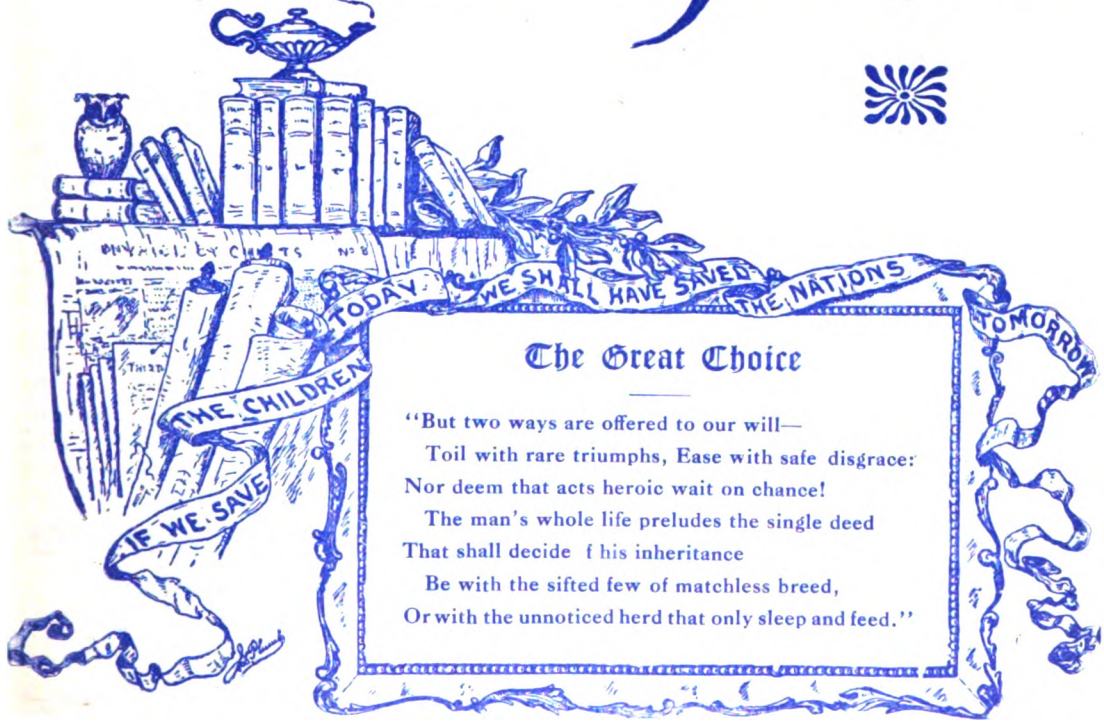 IF WE SAVE
THE CHILDREN
TODAY
WE SHALL HAVE SAVED
THE NATIONS
TOMORROW
The Great Choice
“But two ways are offered to our will—
Toil with rare triumphs, Ease with safe disgrace:
Nor deem that acts heroic wait on chance!
The man's whole life preludes the single deed
That shall decide f his inheritance
Be with the sifted few of matchless breed,
Or with the unnoticed herd that only sleep and feed.”